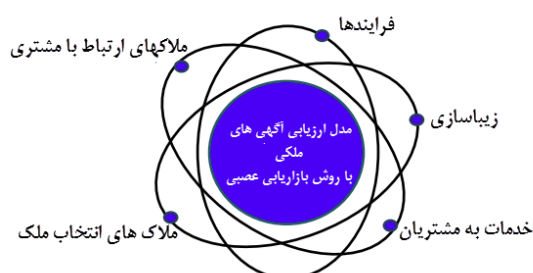 فرایندها
ملاکهای ارتباط با مشتری
زیباسازی
مدل ارزیابی آگهی های
ملکی
با روش بازاریابی عصبی
خدمات به مشتریان
ملاک های انتخاب ملک